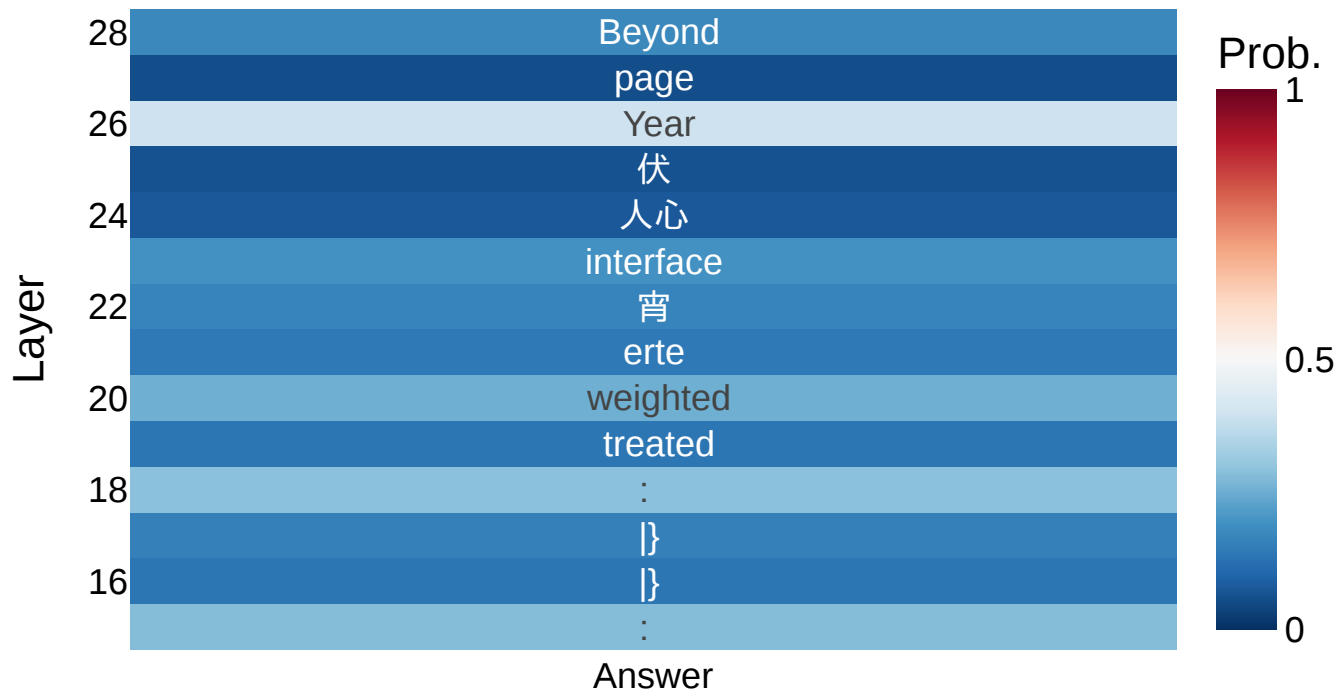 28 Beyond
page
26 Year
伏
24 人心
interface
22 宵
erte
20 weighted
treated
18 :
|}
16 |}
:
Layer
Answer
Prob.
1
0.5
0